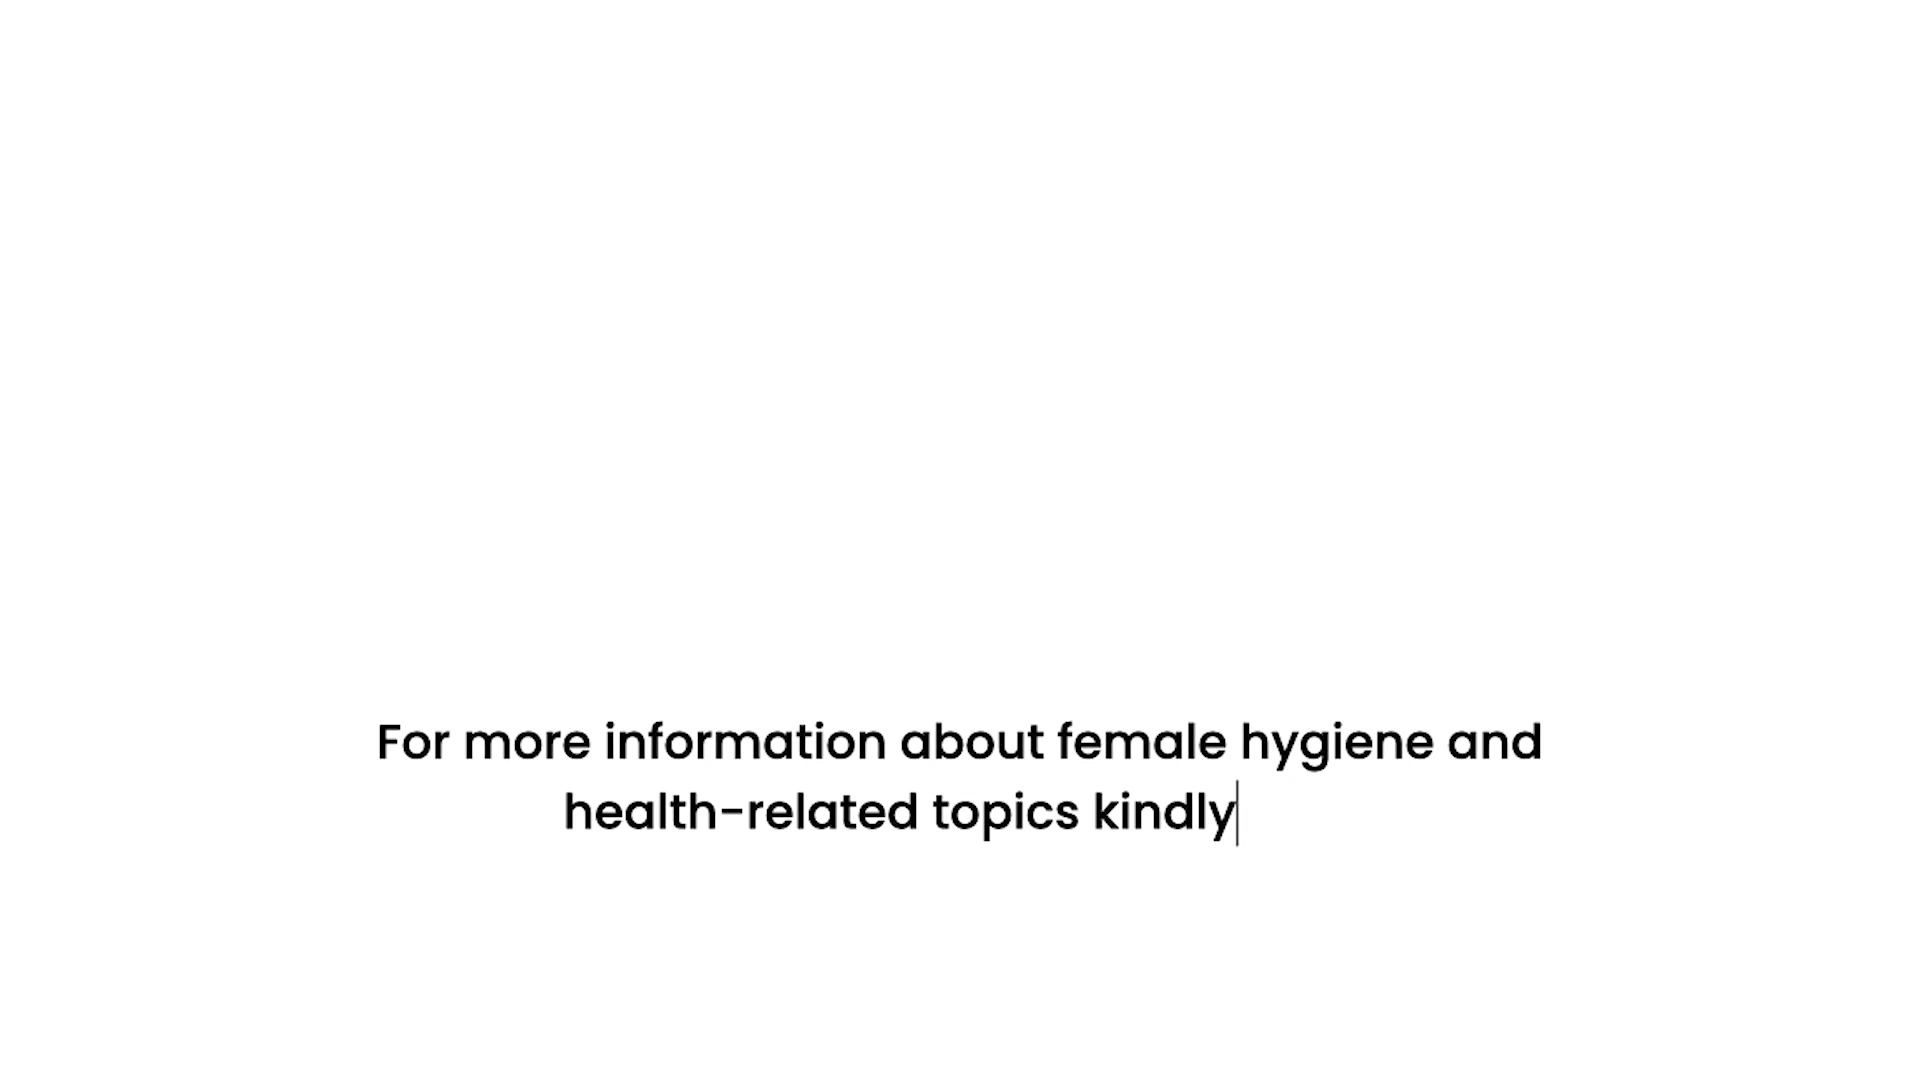 For more information about female hygiene and
health-related topics kindly